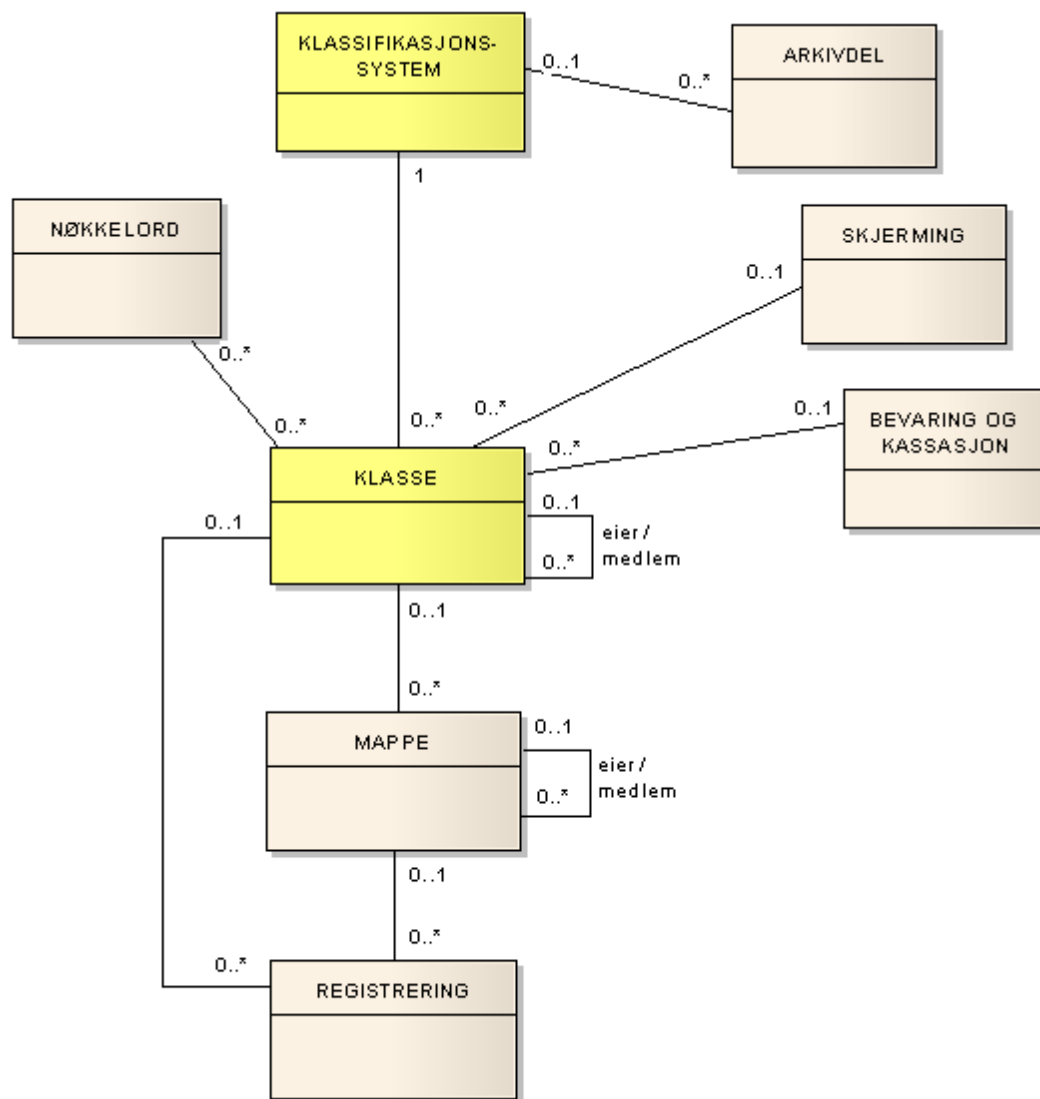 KLASSIFIKASJONS-
SYSTEM
0..1
0..*
ARKIVDEL
1
NØKKELORD
SKJERMING
0..1
0..*
0..*
0..*
0..*
BEVARING OG
KASSASJON
0..1
0..*
KLASSE
0..1
0..1
eier/
medlem
0..*
0..1
0..*
MAPPE
0..1
eier/
medlem
0..*
0..1
0..*
0..*
REGISTRERING